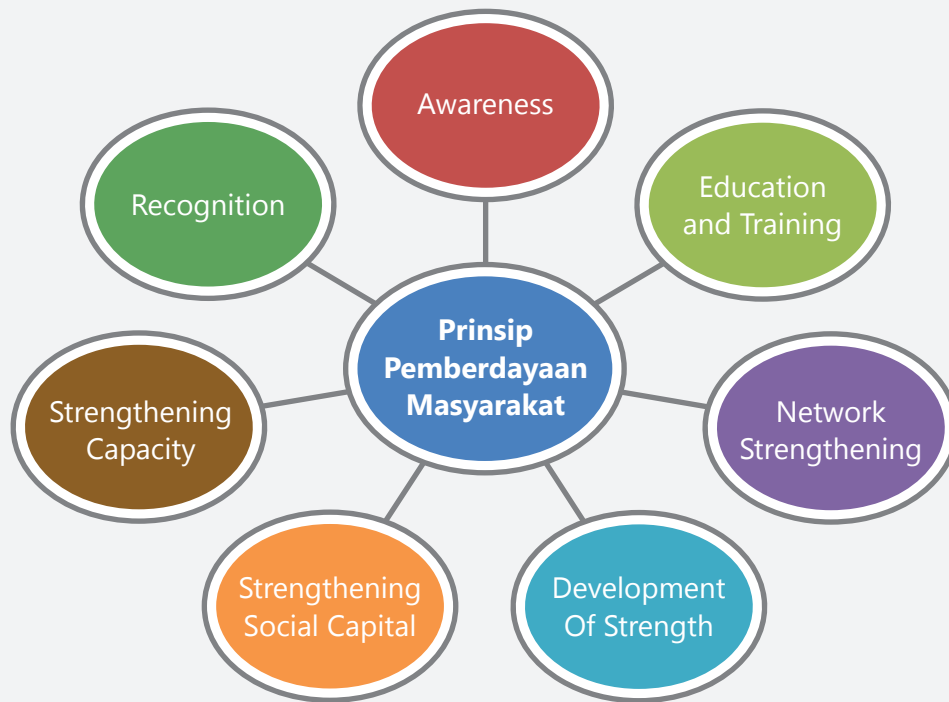 Awareness
Recognition
Education
and Training
Prinsip
Pemberdayaan
Masyarakat
Strengthening
Capacity
Network
Strengthening
Strengthening
Social Capital
Development
Of Strength